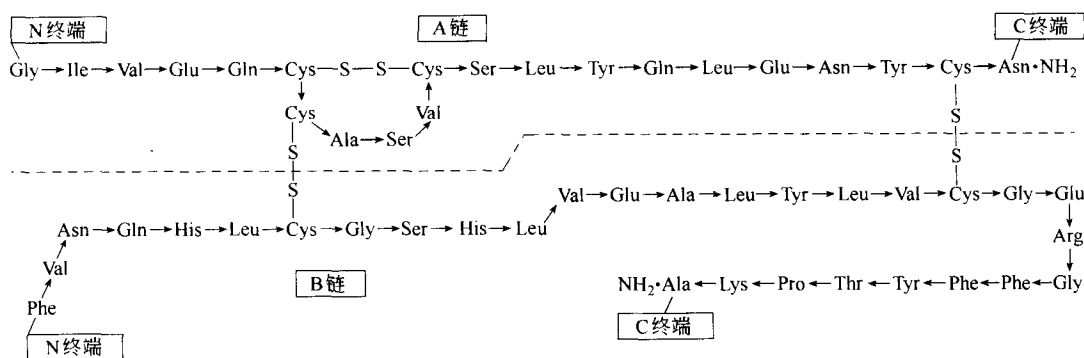 N终端 A链 C终端
Gly→Ile→Val→Glu→Gln→Cys—S—S—Cys→Ser→Leu→Tyr→Gln→Leu→Glu→Asn→Tyr→Cys→Asn•NH₂
Cys Val S
Ala→Ser
S S
S
Val→Glu→Ala→Leu→Tyr→Leu→Val→Cys→Gly→Glu
Asn→Gln→His→Leu→Cys→Gly→Ser→His→Leu
Arg
Val
B链 NH₂•Ala←Lys←Pro←Thr←Tyr←Phe←Phe←Gly
Phe
C终端
N终端